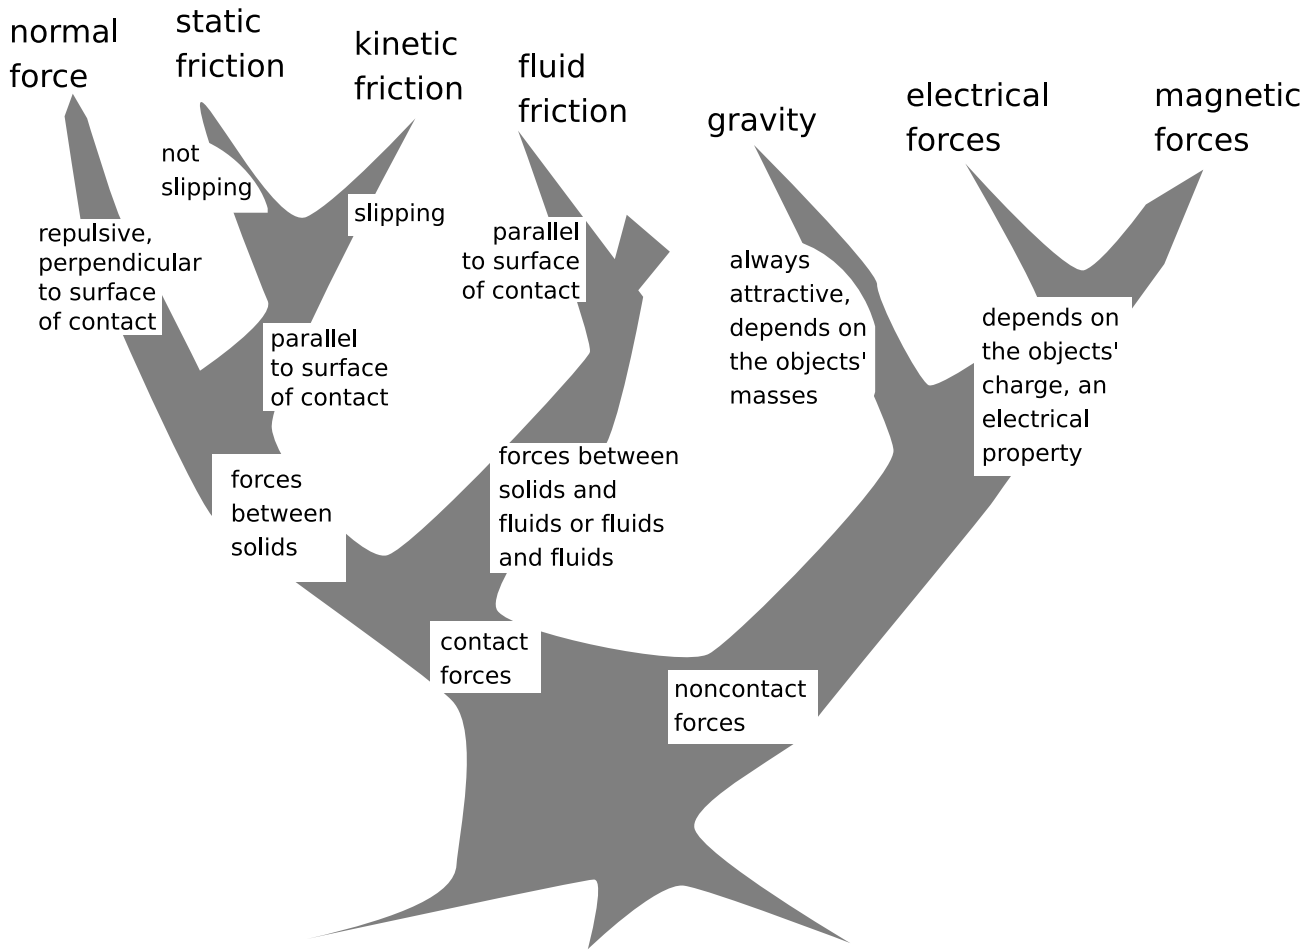 normal
force
static
friction
kinetic
friction
fluid
friction
gravity
electrical
forces
magnetic
forces
not
slipping
slipping
repulsive,
perpendicular
to surface
of contact
parallel
to surface
of contact
parallel
to surface
of contact
always
attractive,
depends on
the objects'
masses
depends on
the objects'
charge, an
electrical
property
forces
between
solids
forces between
solids and
fluids or fluids
and fluids
contact
forces
noncontact
forces